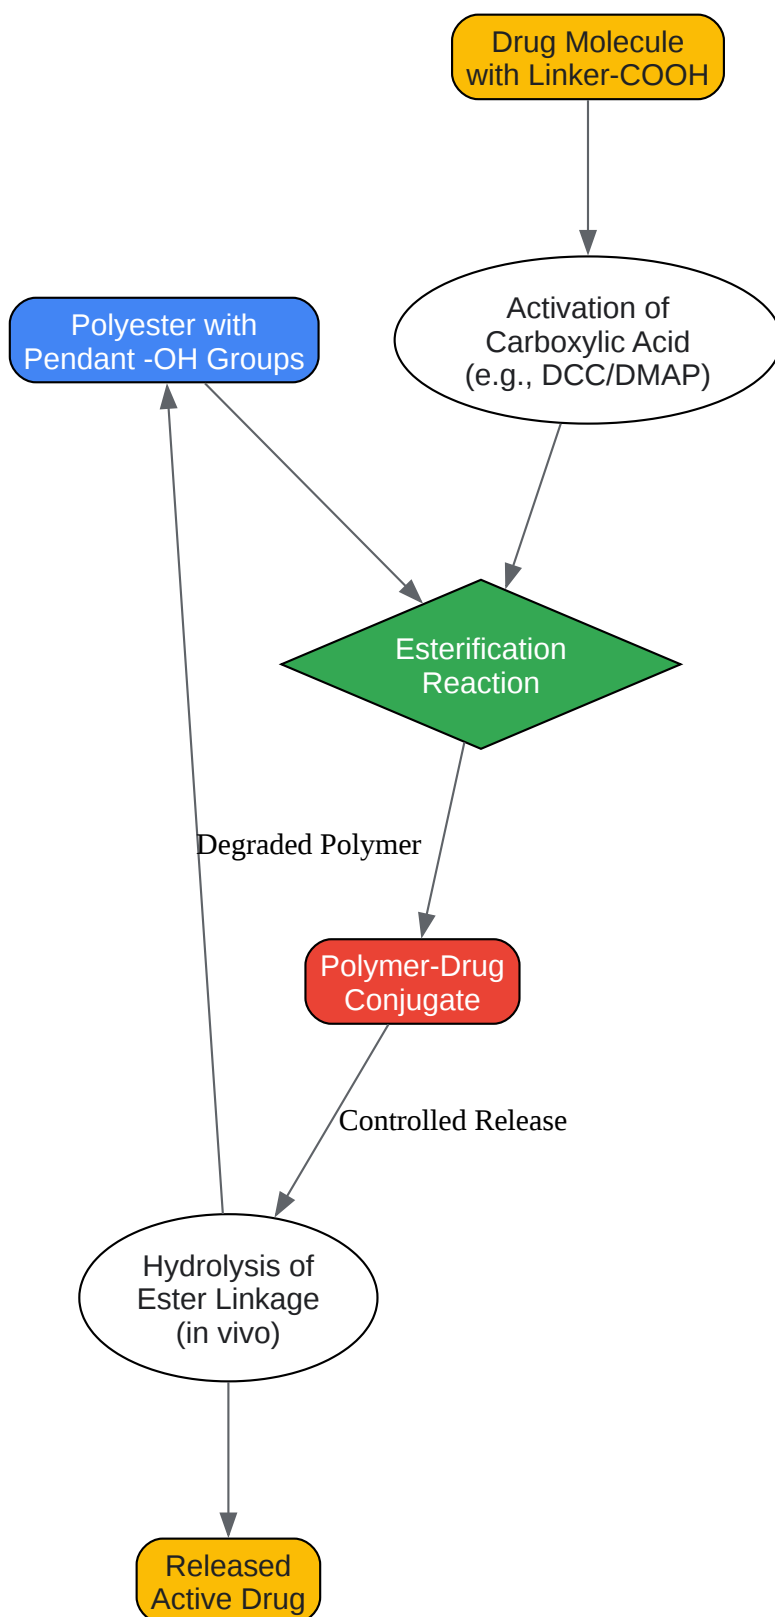 Drug Molecule
with Linker-COOH
Activation of
Carboxylic Acid
(e.g., DCC/DMAP)
Polyester with
Pendant -OH Groups
Esterification
Reaction
Degraded Polymer
Polymer-Drug
Conjugate
Controlled Release
Hydrolysis of
Ester Linkage
(in vivo)
Released
Active Drug